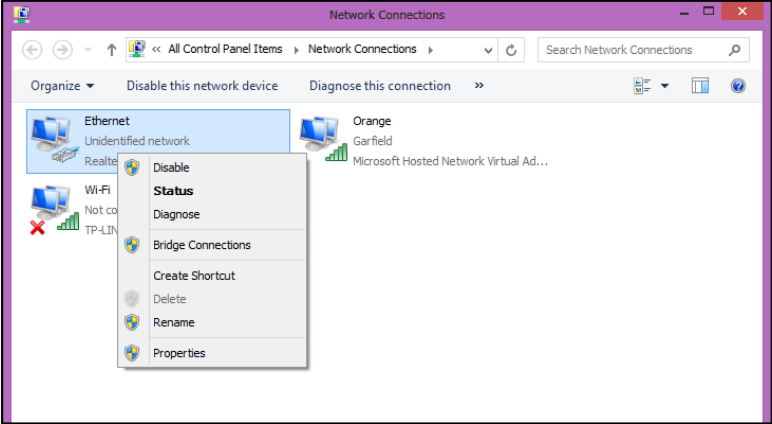 Network Connections
« All Control Panel Items Network Connections
Search Network Connections
Organize Disable this network device Diagnose this connection »
Ethernet
Unidentified network
Realte
Orange
Garfield
Microsoft Hosted Network Virtual Ad...
Wi-Fi
Not co
TP-LIN
Disable
Status
Diagnose
Bridge Connections
Create Shortcut
Delete
Rename
Properties